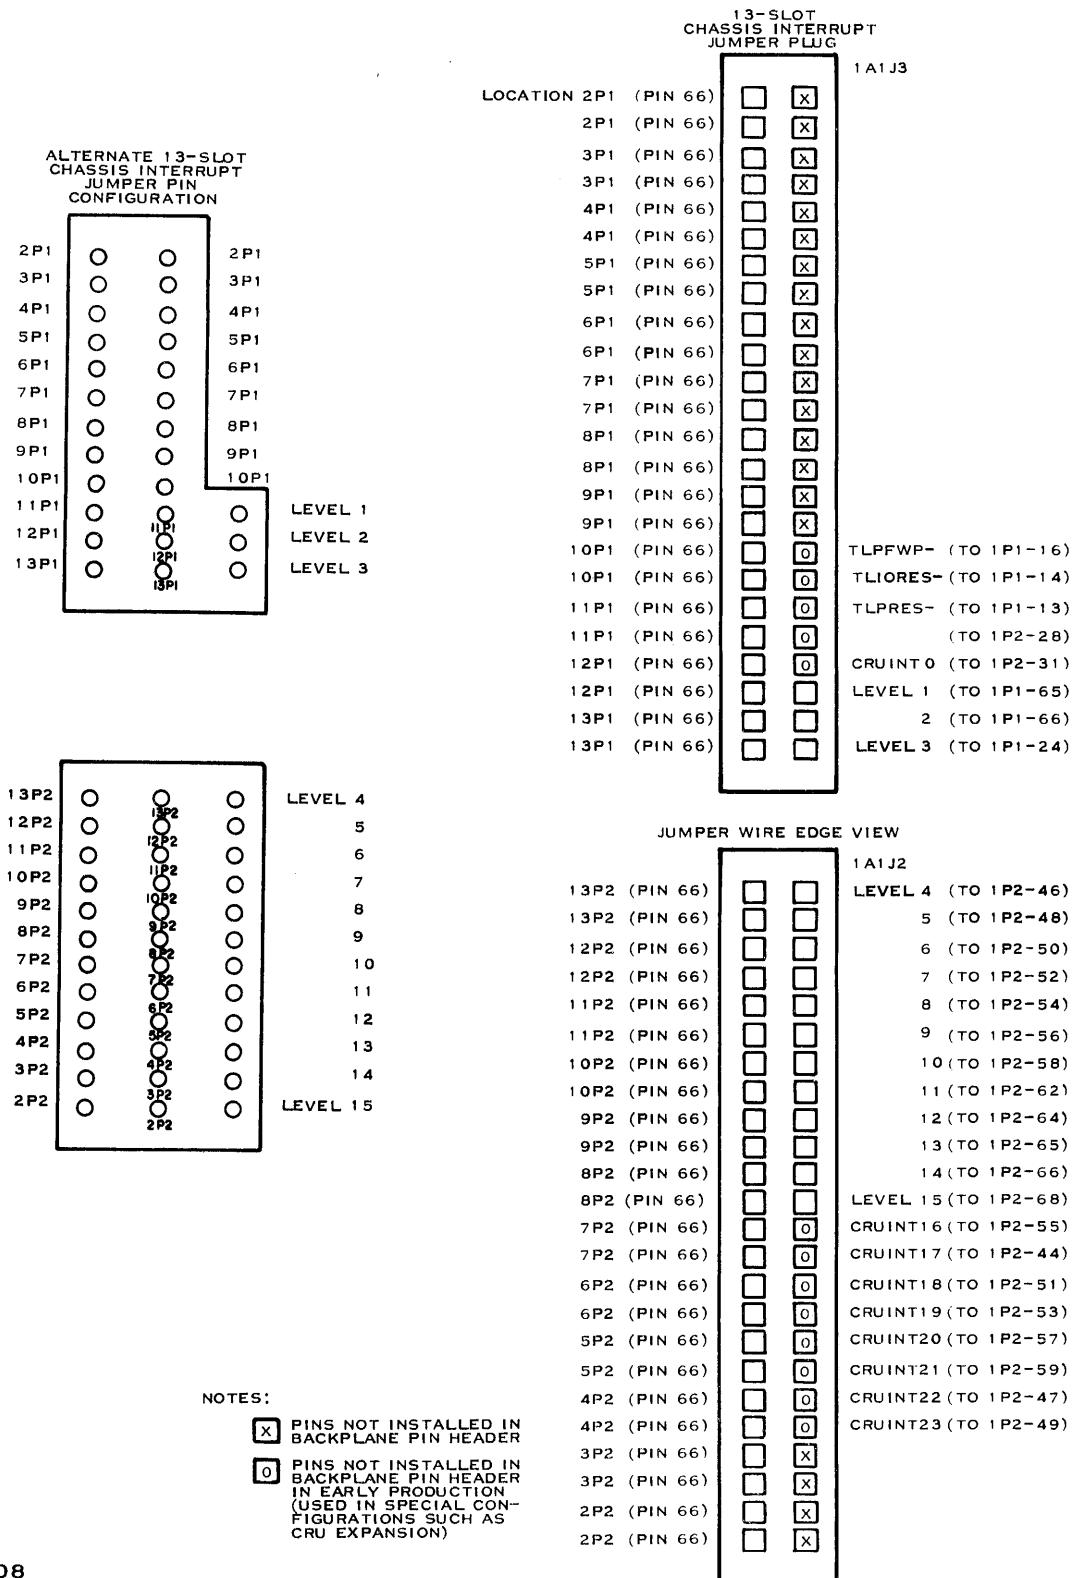 13-SLOT
CHASSIS INTERRUPT
JUMPER PLUG
1A1J3
LOCATION 2P1 (PIN 66)
2P1 (PIN 66)
3P1 (PIN 66)
3P1 (PIN 66)
4P1 (PIN 66)
4P1 (PIN 66)
5P1 (PIN 66)
5P1 (PIN 66)
6P1 (PIN 66)
6P1 (PIN 66)
7P1 (PIN 66)
7P1 (PIN 66)
8P1 (PIN 66)
8P1 (PIN 66)
9P1 (PIN 66)
9P1 (PIN 66)
10P1 (PIN 66) TLPFWP- (TO 1P1-16)
10P1 (PIN 66) TLIORES- (TO 1P1-14)
11P1 (PIN 66) TLPRES- (TO 1P1-13)
11P1 (PIN 66) (TO 1P2-28)
12P1 (PIN 66) CRUINT0 (TO 1P2-31)
12P1 (PIN 66) LEVEL 1 (TO 1P1-65)
13P1 (PIN 66) 2 (TO 1P1-66)
13P1 (PIN 66) LEVEL 3 (TO 1P1-24)
ALTERNATE 13-SLOT
CHASSIS INTERRUPT
JUMPER PIN
CONFIGURATION
2P1 2P1
3P1 3P1
4P1 4P1
5P1 5P1
6P1 6P1
7P1 7P1
8P1 8P1
9P1 9P1
10P1 10P1
11P1 11P1 LEVEL 1
12P1 12P1 LEVEL 2
13P1 13P1 LEVEL 3
13P2 13P2 LEVEL 4
12P2 12P2 5
11P2 11P2 6
10P2 10P2 7
9P2 9P2 8
8P2 8P2 9
7P2 7P2 10
6P2 6P2 11
5P2 5P2 12
4P2 4P2 13
3P2 3P2 14
2P2 2P2 LEVEL 15
JUMPER WIRE EDGE VIEW
1A1J2
13P2 (PIN 66) LEVEL 4 (TO 1P2-46)
13P2 (PIN 66) 5 (TO 1P2-48)
12P2 (PIN 66) 6 (TO 1P2-50)
12P2 (PIN 66) 7 (TO 1P2-52)
11P2 (PIN 66) 8 (TO 1P2-54)
11P2 (PIN 66) 9 (TO 1P2-56)
10P2 (PIN 66) 10 (TO 1P2-58)
10P2 (PIN 66) 11 (TO 1P2-62)
9P2 (PIN 66) 12 (TO 1P2-64)
9P2 (PIN 66) 13 (TO 1P2-65)
8P2 (PIN 66) 14 (TO 1P2-66)
8P2 (PIN 66) LEVEL 15 (TO 1P2-68)
7P2 (PIN 66) CRUINT16 (TO 1P2-55)
7P2 (PIN 66) CRUINT17 (TO 1P2-44)
6P2 (PIN 66) CRUINT18 (TO 1P2-51)
6P2 (PIN 66) CRUINT19 (TO 1P2-53)
5P2 (PIN 66) CRUINT20 (TO 1P2-57)
5P2 (PIN 66) CRUINT21 (TO 1P2-59)
4P2 (PIN 66) CRUINT22 (TO 1P2-47)
4P2 (PIN 66) CRUINT23 (TO 1P2-49)
3P2 (PIN 66)
3P2 (PIN 66)
2P2 (PIN 66)
2P2 (PIN 66)
NOTES:
X PINS NOT INSTALLED IN
BACKPLANE PIN HEADER
0 PINS NOT INSTALLED IN
BACKPLANE PIN HEADER
IN EARLY PRODUCTION
(USED IN SPECIAL CON-
FIGURATIONS SUCH AS
CRU EXPANSION)